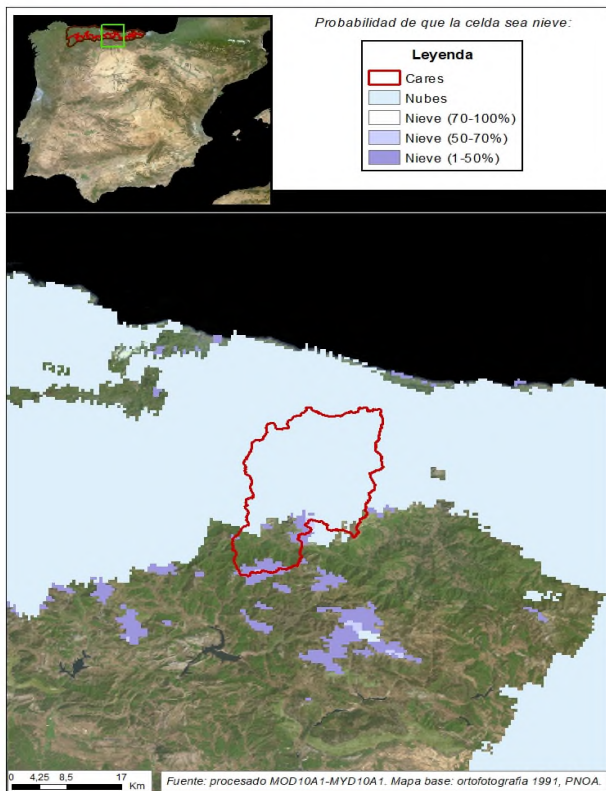 Probabilidad de que la celda sea nieve:
Leyenda
Cares
Nubes
Nieve (70-100%)
Nieve (50-70%)
Nieve (1-50%)
0 4,25 8,5 17
Km
Fuente: procesado MOD10A1-MYD10A1. Mapa base: ortofotografia 1991, PNOA.